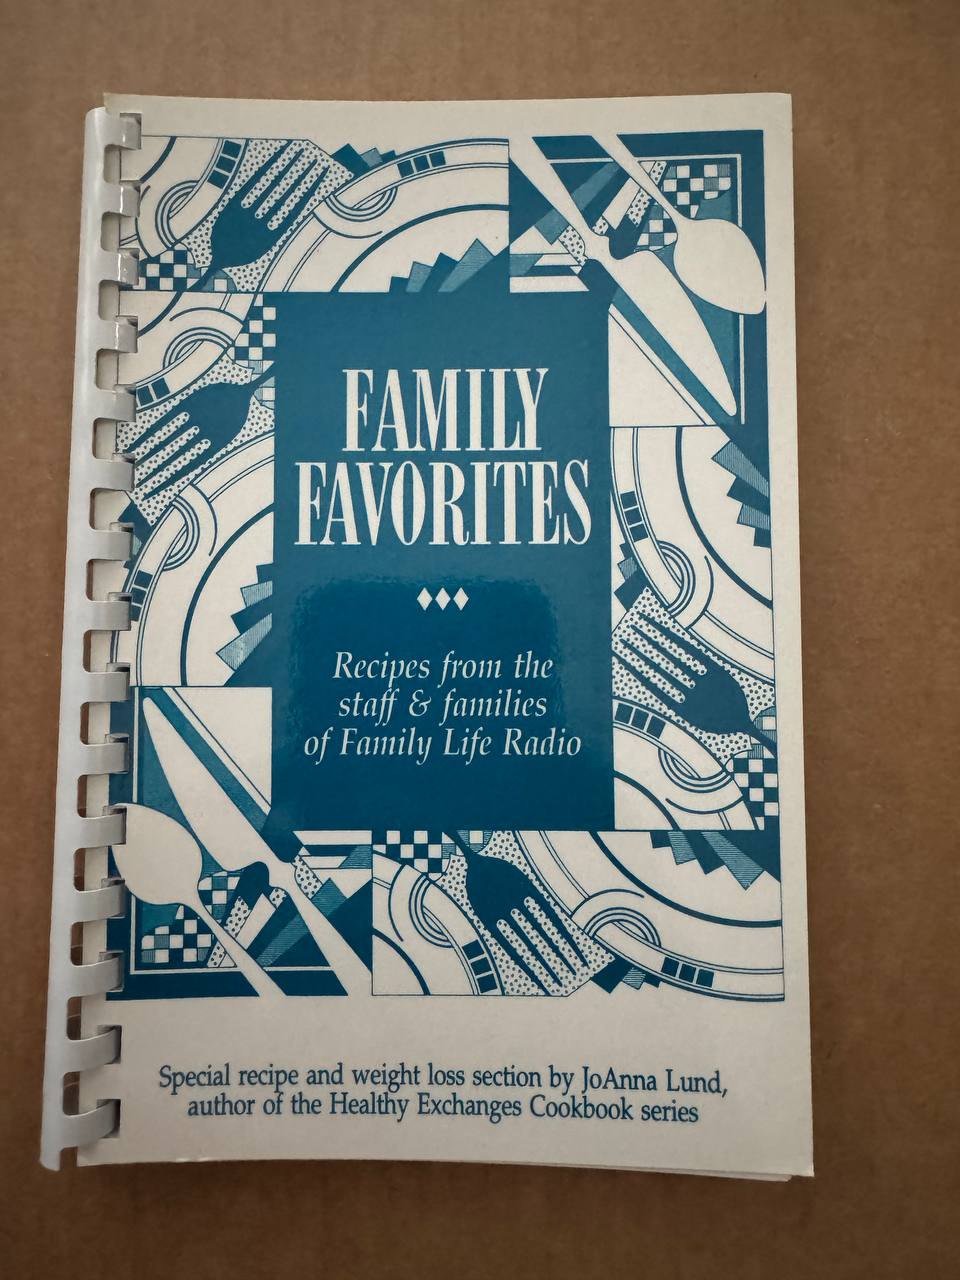 FAMILY
FAVORITES
Recipes from the
staff & families
of Family Life Radio
Special recipe and weight loss section by JoAnna Lund,
author of the Healthy Exchanges Cookbook series